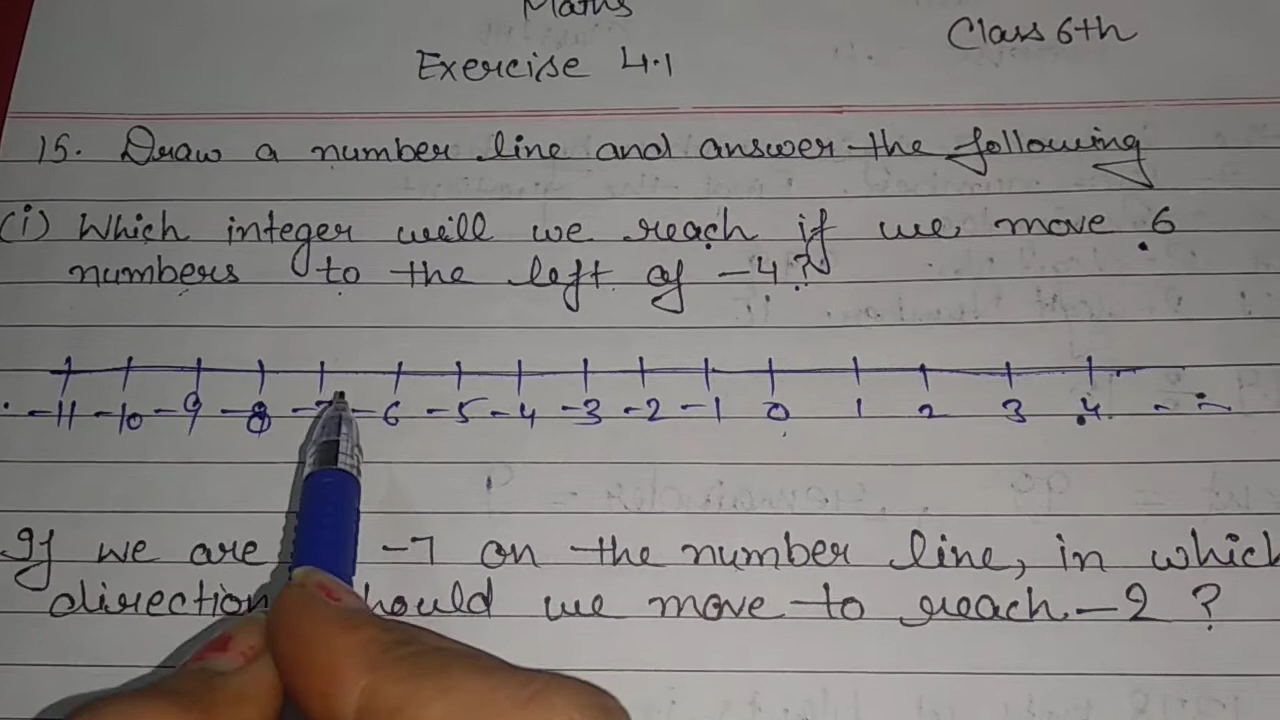 Maths
Class 6th
Exercise 4.1
15. Draw a number line and answer the following
(i) Which integer will we reach if we move 6
numbers to the left of -4?
-11 -10 -9 -8 -7 -6 -5 -4 -3 -2 -1 0 1 2 3 4
If we are -7 on the number line, in which
direction should we move to reach -2 ?